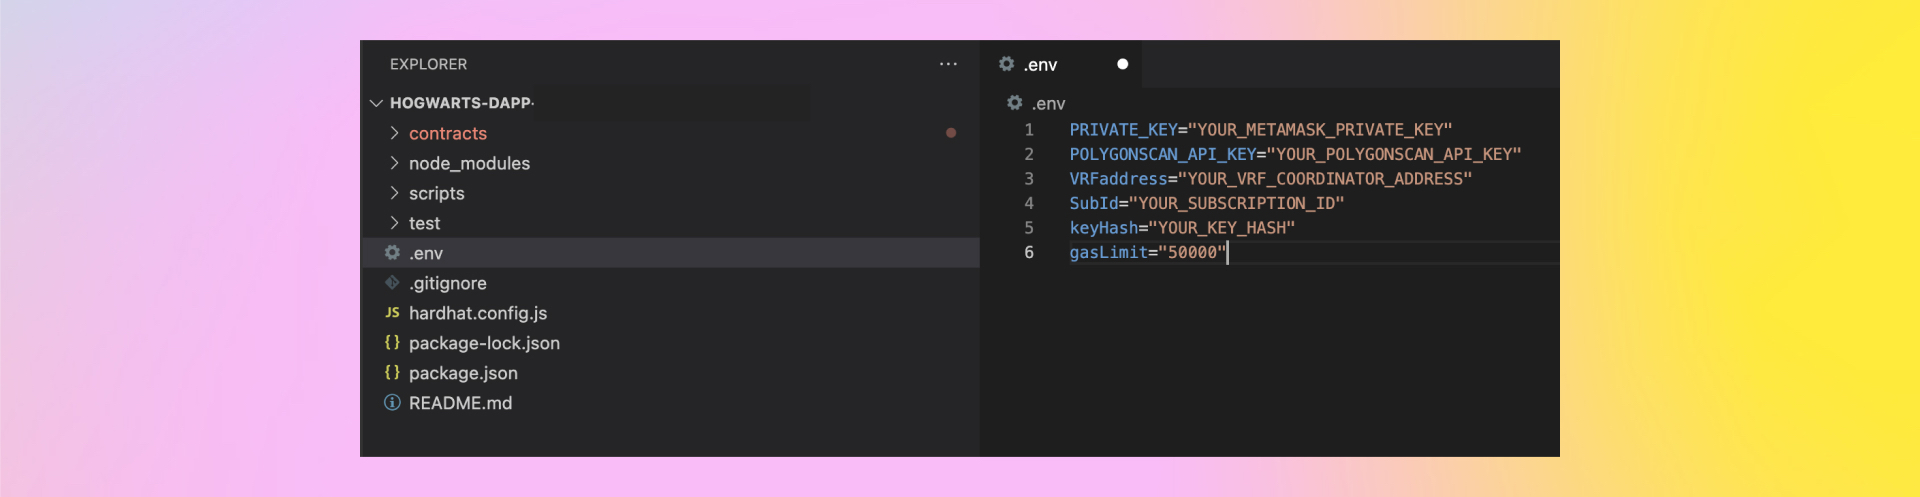 EXPLORER
HOGWARTS-DAPP
contracts
node_modules
scripts
test
.env
.gitignore
JS hardhat.config.js
{} package-lock.json
{} package.json
README.md
.env
.env
1 PRIVATE_KEY="YOUR_METAMASK_PRIVATE_KEY"
2 POLYGONSCAN_API_KEY="YOUR_POLYGONSCAN_API_KEY"
3 VRFaddress="YOUR_VRF_COORDINATOR_ADDRESS"
4 SubId="YOUR_SUBSCRIPTION_ID"
5 keyHash="YOUR_KEY_HASH"
6 gasLimit="50000"